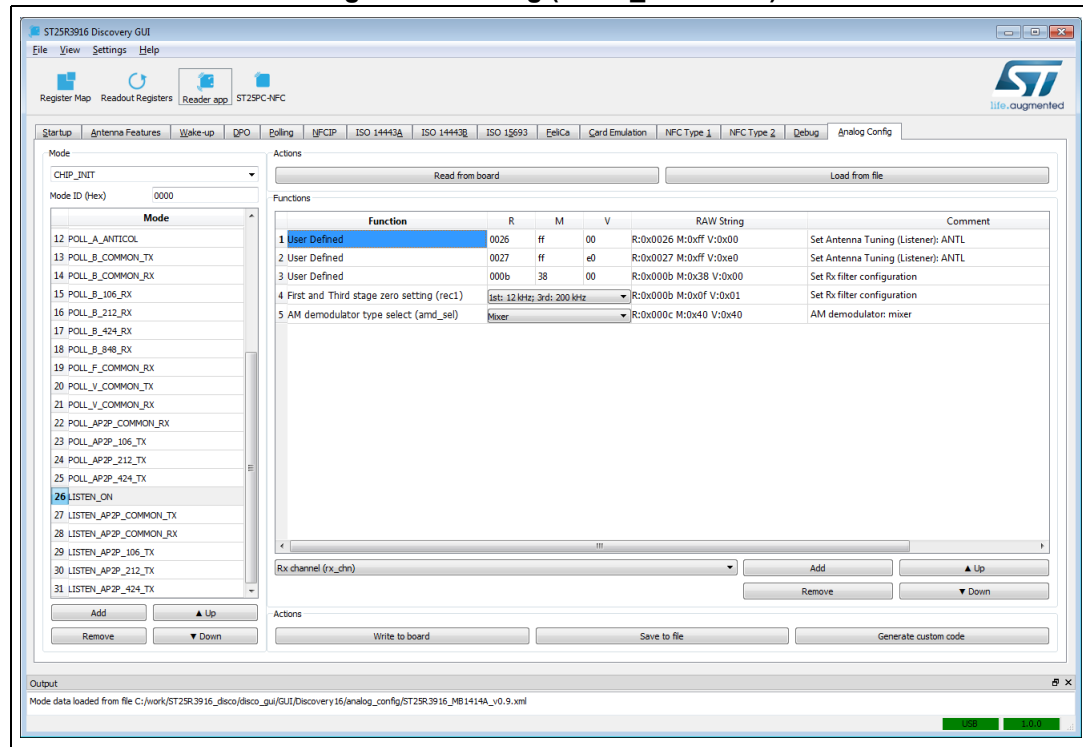 ST25R3916 Discovery GUI
File View Settings Help
Register Map Readout Registers Reader app ST25PC-NFC
ST
life.augmented
Startup Antenna Features Wake-up DPO Polling NFCIP ISO 14443A ISO 14443B ISO 15693 FeliCa Card Emulation NFC Type 1 NFC Type 2 Debug Analog Config
Mode
CHIP_INIT
Mode ID (Hex) 0000
Mode
12 POLL_A_ANTICOL
13 POLL_B_COMMON_TX
14 POLL_B_COMMON_RX
15 POLL_B_106_RX
16 POLL_B_212_RX
17 POLL_B_424_RX
18 POLL_B_848_RX
19 POLL_F_COMMON_RX
20 POLL_V_COMMON_TX
21 POLL_V_COMMON_RX
22 POLL_AP2P_COMMON_RX
23 POLL_AP2P_106_TX
24 POLL_AP2P_212_TX
25 POLL_AP2P_424_TX
26 LISTEN_ON
27 LISTEN_AP2P_COMMON_TX
28 LISTEN_AP2P_COMMON_RX
29 LISTEN_AP2P_106_TX
30 LISTEN_AP2P_212_TX
31 LISTEN_AP2P_424_TX
Add ▲ Up
Remove ▼ Down
Actions
Read from board Load from file
Functions
Function R M V RAW String Comment
1 User Defined 0026 ff 00 R:0x0026 M:0xff V:0x00 Set Antenna Tuning (Listener): ANTL
2 User Defined 0027 ff e0 R:0x0027 M:0xff V:0xe0 Set Antenna Tuning (Listener): ANTL
3 User Defined 000b 38 00 R:0x000b M:0x38 V:0x00 Set Rx filter configuration
4 First and Third stage zero setting (rec1) 1st: 12 kHz; 3rd: 200 kHz R:0x000b M:0x0f V:0x01 Set Rx filter configuration
5 AM demodulator type select (amd_sel) Mixer R:0x000c M:0x40 V:0x40 AM demodulator: mixer
Rx channel (rx_chn) Add ▲ Up
Remove ▼ Down
Actions
Write to board Save to file Generate custom code
Output
Mode data loaded from file C:/work/ST25R3916_disco/disco_gui/GUI/Discovery16/analog_config/ST25R3916_MB1414A_v0.9.xml
USB 1.0.0